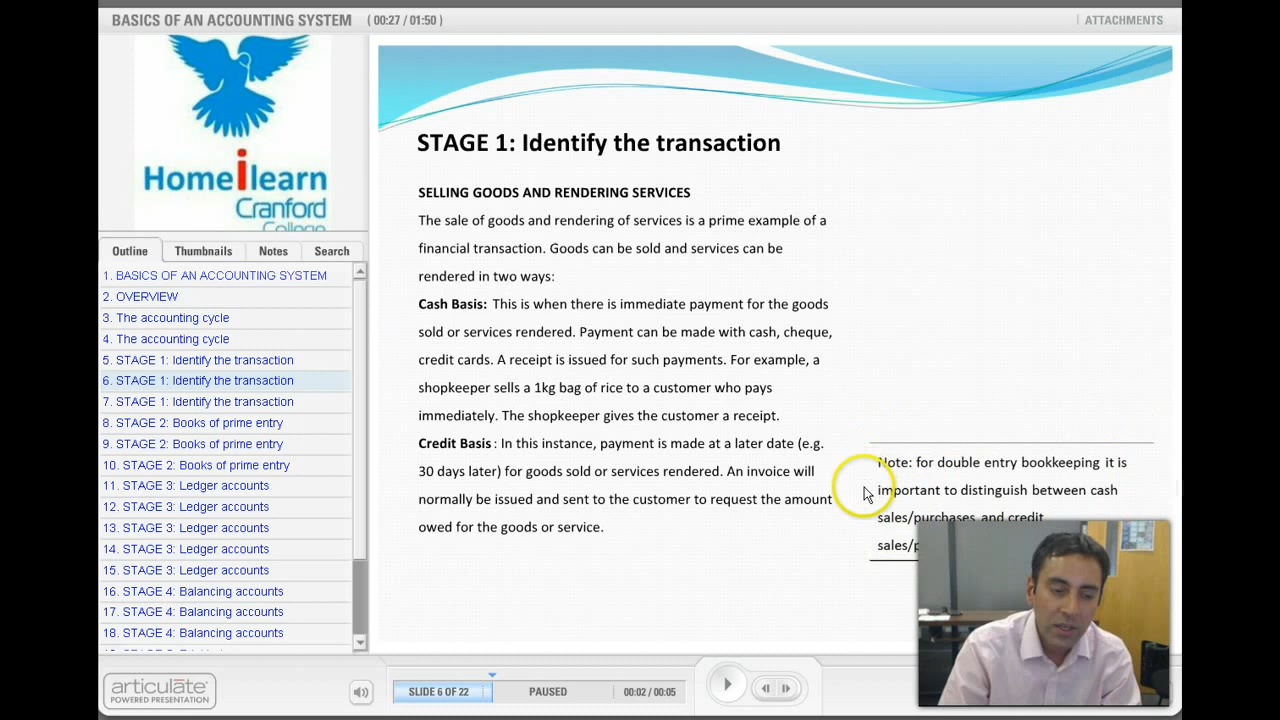 BASICS OF AN ACCOUNTING SYSTEM ( 00:27 / 01:50 )
ATTACHMENTS
Homeilearn
Cranford
College
Outline Thumbnails Notes Search
1. BASICS OF AN ACCOUNTING SYSTEM
2. OVERVIEW
3. The accounting cycle
4. The accounting cycle
5. STAGE 1: Identify the transaction
6. STAGE 1: Identify the transaction
7. STAGE 1: Identify the transaction
8. STAGE 2: Books of prime entry
9. STAGE 2: Books of prime entry
10. STAGE 2: Books of prime entry
11. STAGE 3: Ledger accounts
12. STAGE 3: Ledger accounts
13. STAGE 3: Ledger accounts
14. STAGE 3: Ledger accounts
15. STAGE 3: Ledger accounts
16. STAGE 4: Balancing accounts
17. STAGE 4: Balancing accounts
18. STAGE 4: Balancing accounts
STAGE 1: Identify the transaction
SELLING GOODS AND RENDERING SERVICES
The sale of goods and rendering of services is a prime example of a
financial transaction. Goods can be sold and services can be
rendered in two ways:
Cash Basis: This is when there is immediate payment for the goods
sold or services rendered. Payment can be made with cash, cheque,
credit cards. A receipt is issued for such payments. For example, a
shopkeeper sells a 1kg bag of rice to a customer who pays
immediately. The shopkeeper gives the customer a receipt.
Credit Basis : In this instance, payment is made at a later date (e.g.
30 days later) for goods sold or services rendered. An invoice will
normally be issued and sent to the customer to request the amount
owed for the goods or service.
Note: for double entry bookkeeping it is
important to distinguish between cash
sales/purchases and credit
sales/p
articulate
POWERED PRESENTATION
SLIDE 6 OF 22 PAUSED 00:02 / 00:05